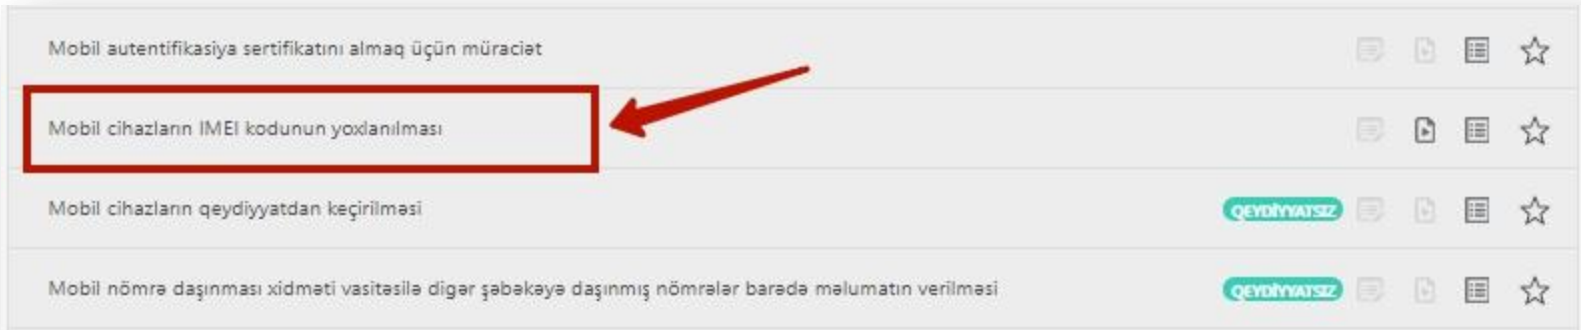 Mobil autentifikasiya sertifikatını almaq üçün müraciət
Mobil cihazların IMEI kodunun yoxlanılması
Mobil cihazların qeydiyyatdan keçirilməsi QEYDİYYATSIZ
Mobil nömrə daşınması xidməti vasitəsilə digər şəbəkəyə daşınmış nömrələr barədə məlumatın verilməsi QEYDİYYATSIZ